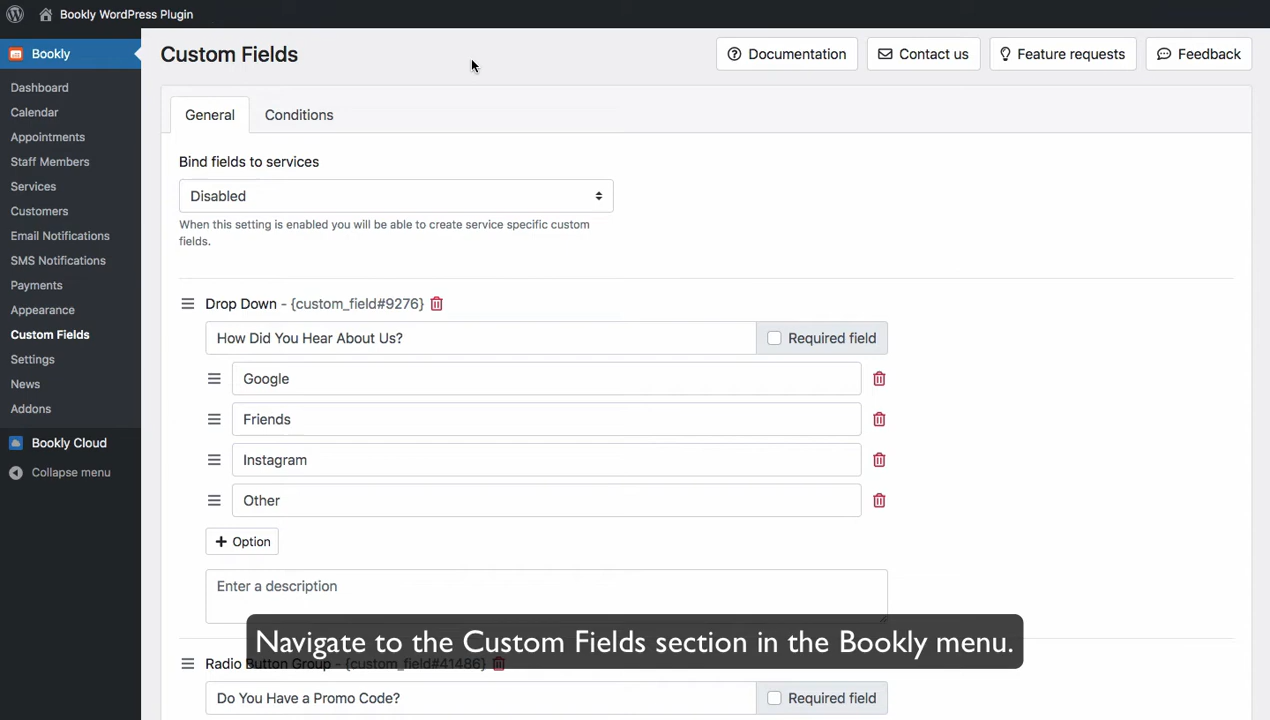 Bookly WordPress Plugin
Bookly
Dashboard
Calendar
Appointments
Staff Members
Services
Customers
Email Notifications
SMS Notifications
Payments
Appearance
Custom Fields
Settings
News
Addons
Bookly Cloud
Collapse menu
Custom Fields
Documentation
Contact us
Feature requests
Feedback
General
Conditions
Bind fields to services
Disabled
When this setting is enabled you will be able to create service specific custom
fields.
Drop Down - {custom_field#9276}
How Did You Hear About Us?
Required field
Google
Friends
Instagram
Other
+ Option
Enter a description
Navigate to the Custom Fields section in the Bookly menu.
Radio Button Group - {custom_field#41486}
Do You Have a Promo Code?
Required field